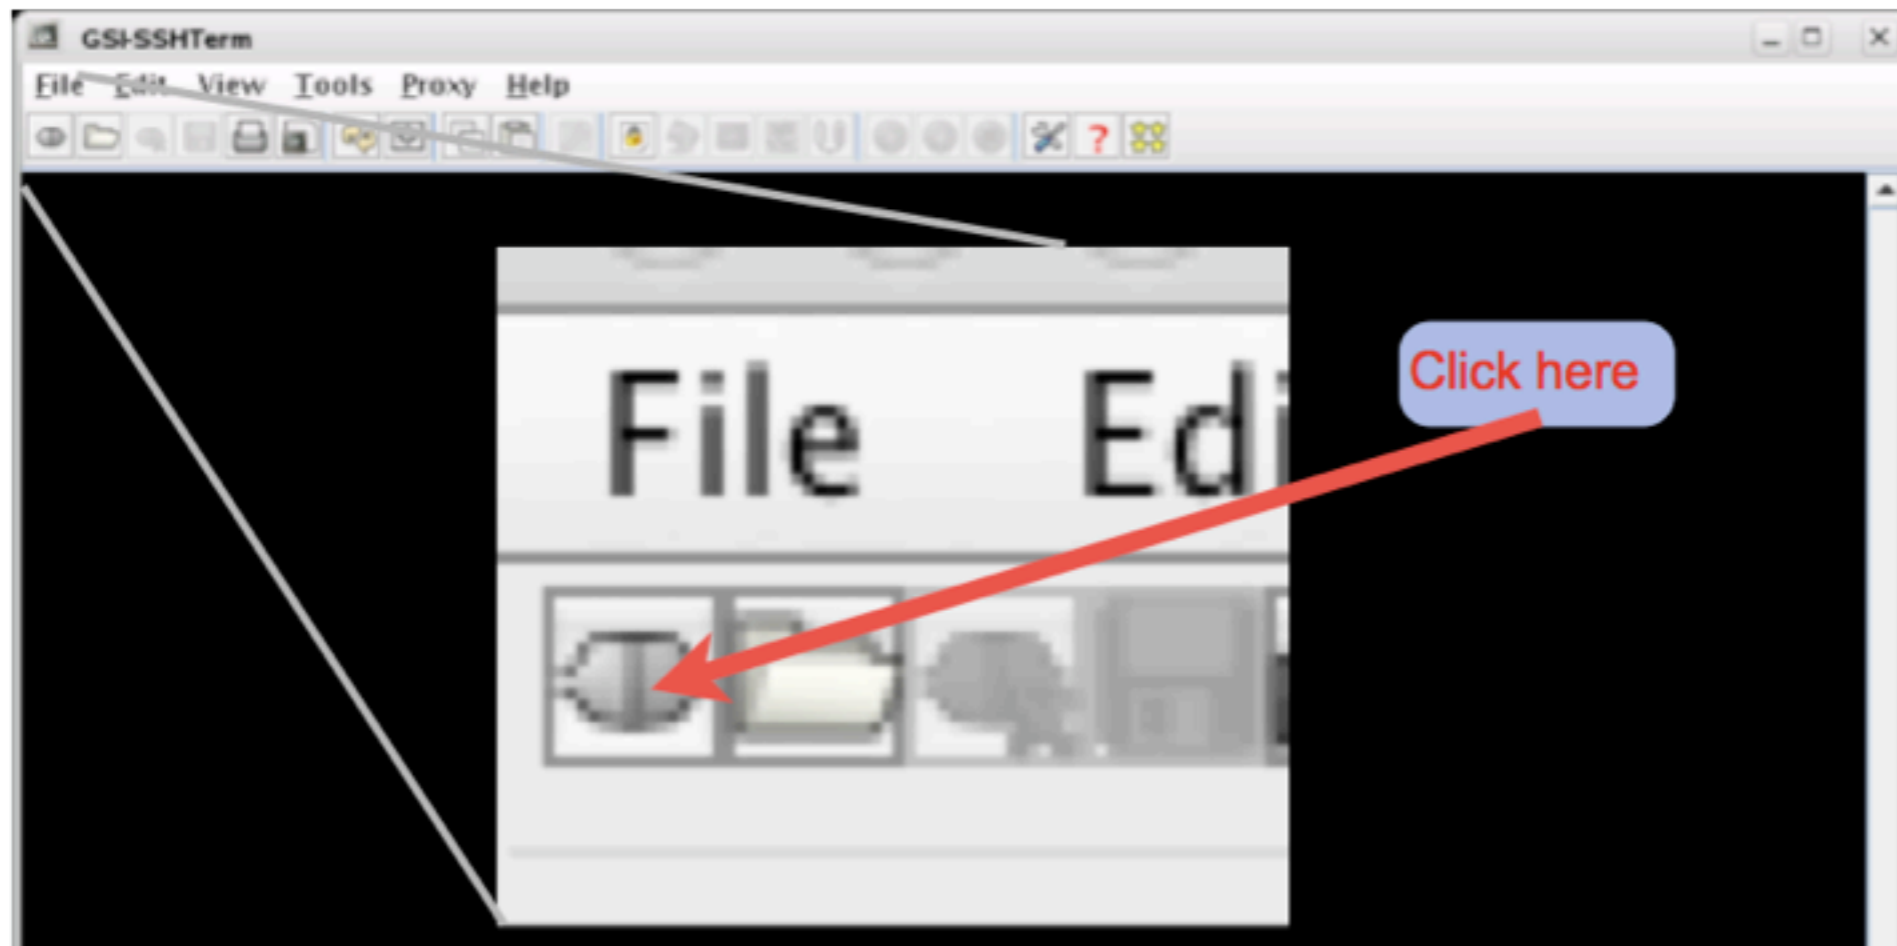 GSI-SSHTerm
File Edit View Tools Proxy Help
?
File Edi
Click here